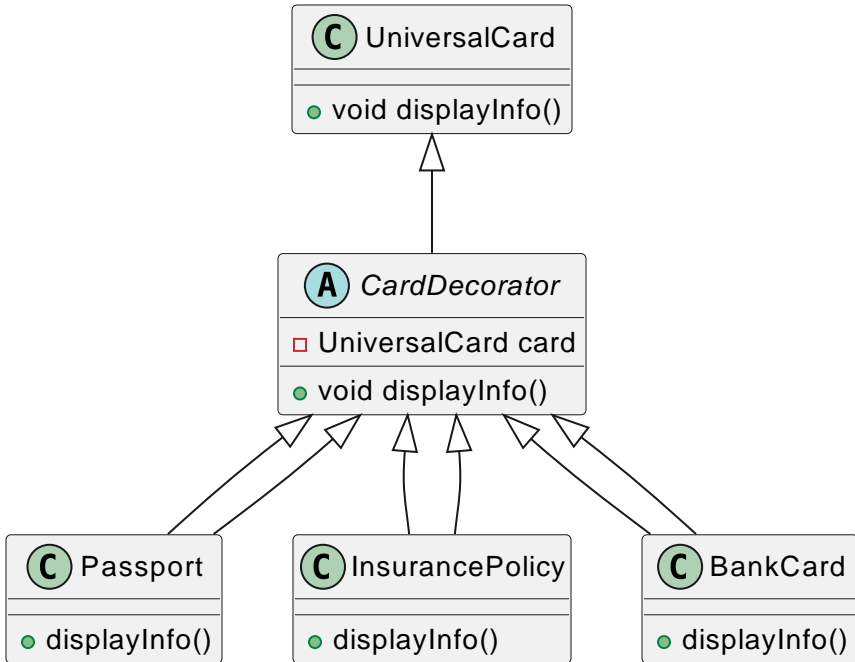 C UniversalCard
void displayInfo()
A CardDecorator
UniversalCard card
void displayInfo()
C Passport
displayInfo()
C InsurancePolicy
displayInfo()
C BankCard
displayInfo()